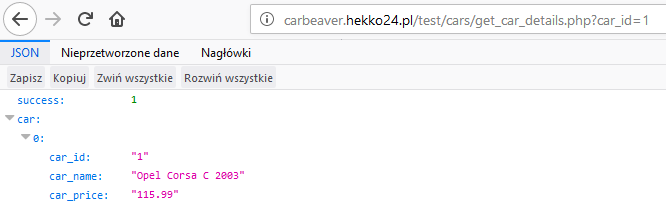 carbeaver.hekko24.pl/test/cars/get_car_details.php?car_id=1
JSON Nieprzetworzone dane Nagłówki
Zapisz Kopiuj Zwiń wszystkie Rozwiń wszystkie
success: 1
car:
0:
car_id: "1"
car_name: "Opel Corsa C 2003"
car_price: "115.99"